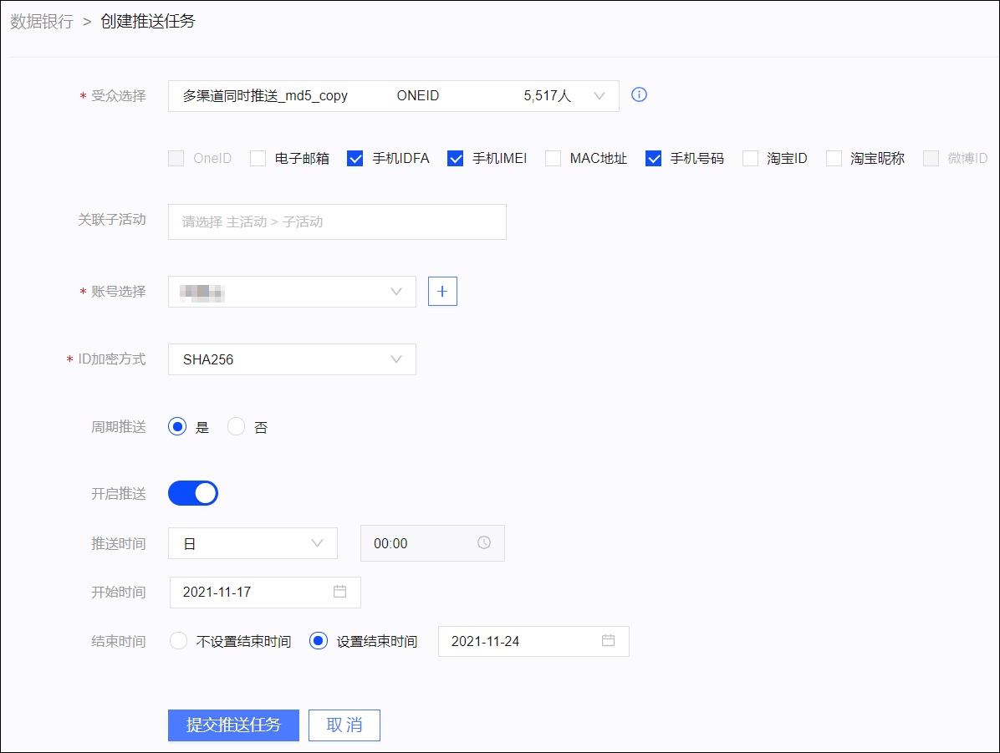 数据银行 > 创建推送任务
* 受众选择 多渠道同时推送_md5_copy ONEID 5,517人
OneID 电子邮箱 手机IDFA 手机IMEI MAC地址 手机号码 淘宝ID 淘宝昵称 微博ID
关联子活动 请选择 主活动 > 子活动
* 账号选择 +
* ID加密方式 SHA256
周期推送 是 否
开启推送
推送时间 日 00:00
开始时间 2021-11-17
结束时间 不设置结束时间 设置结束时间 2021-11-24
提交推送任务 取 消